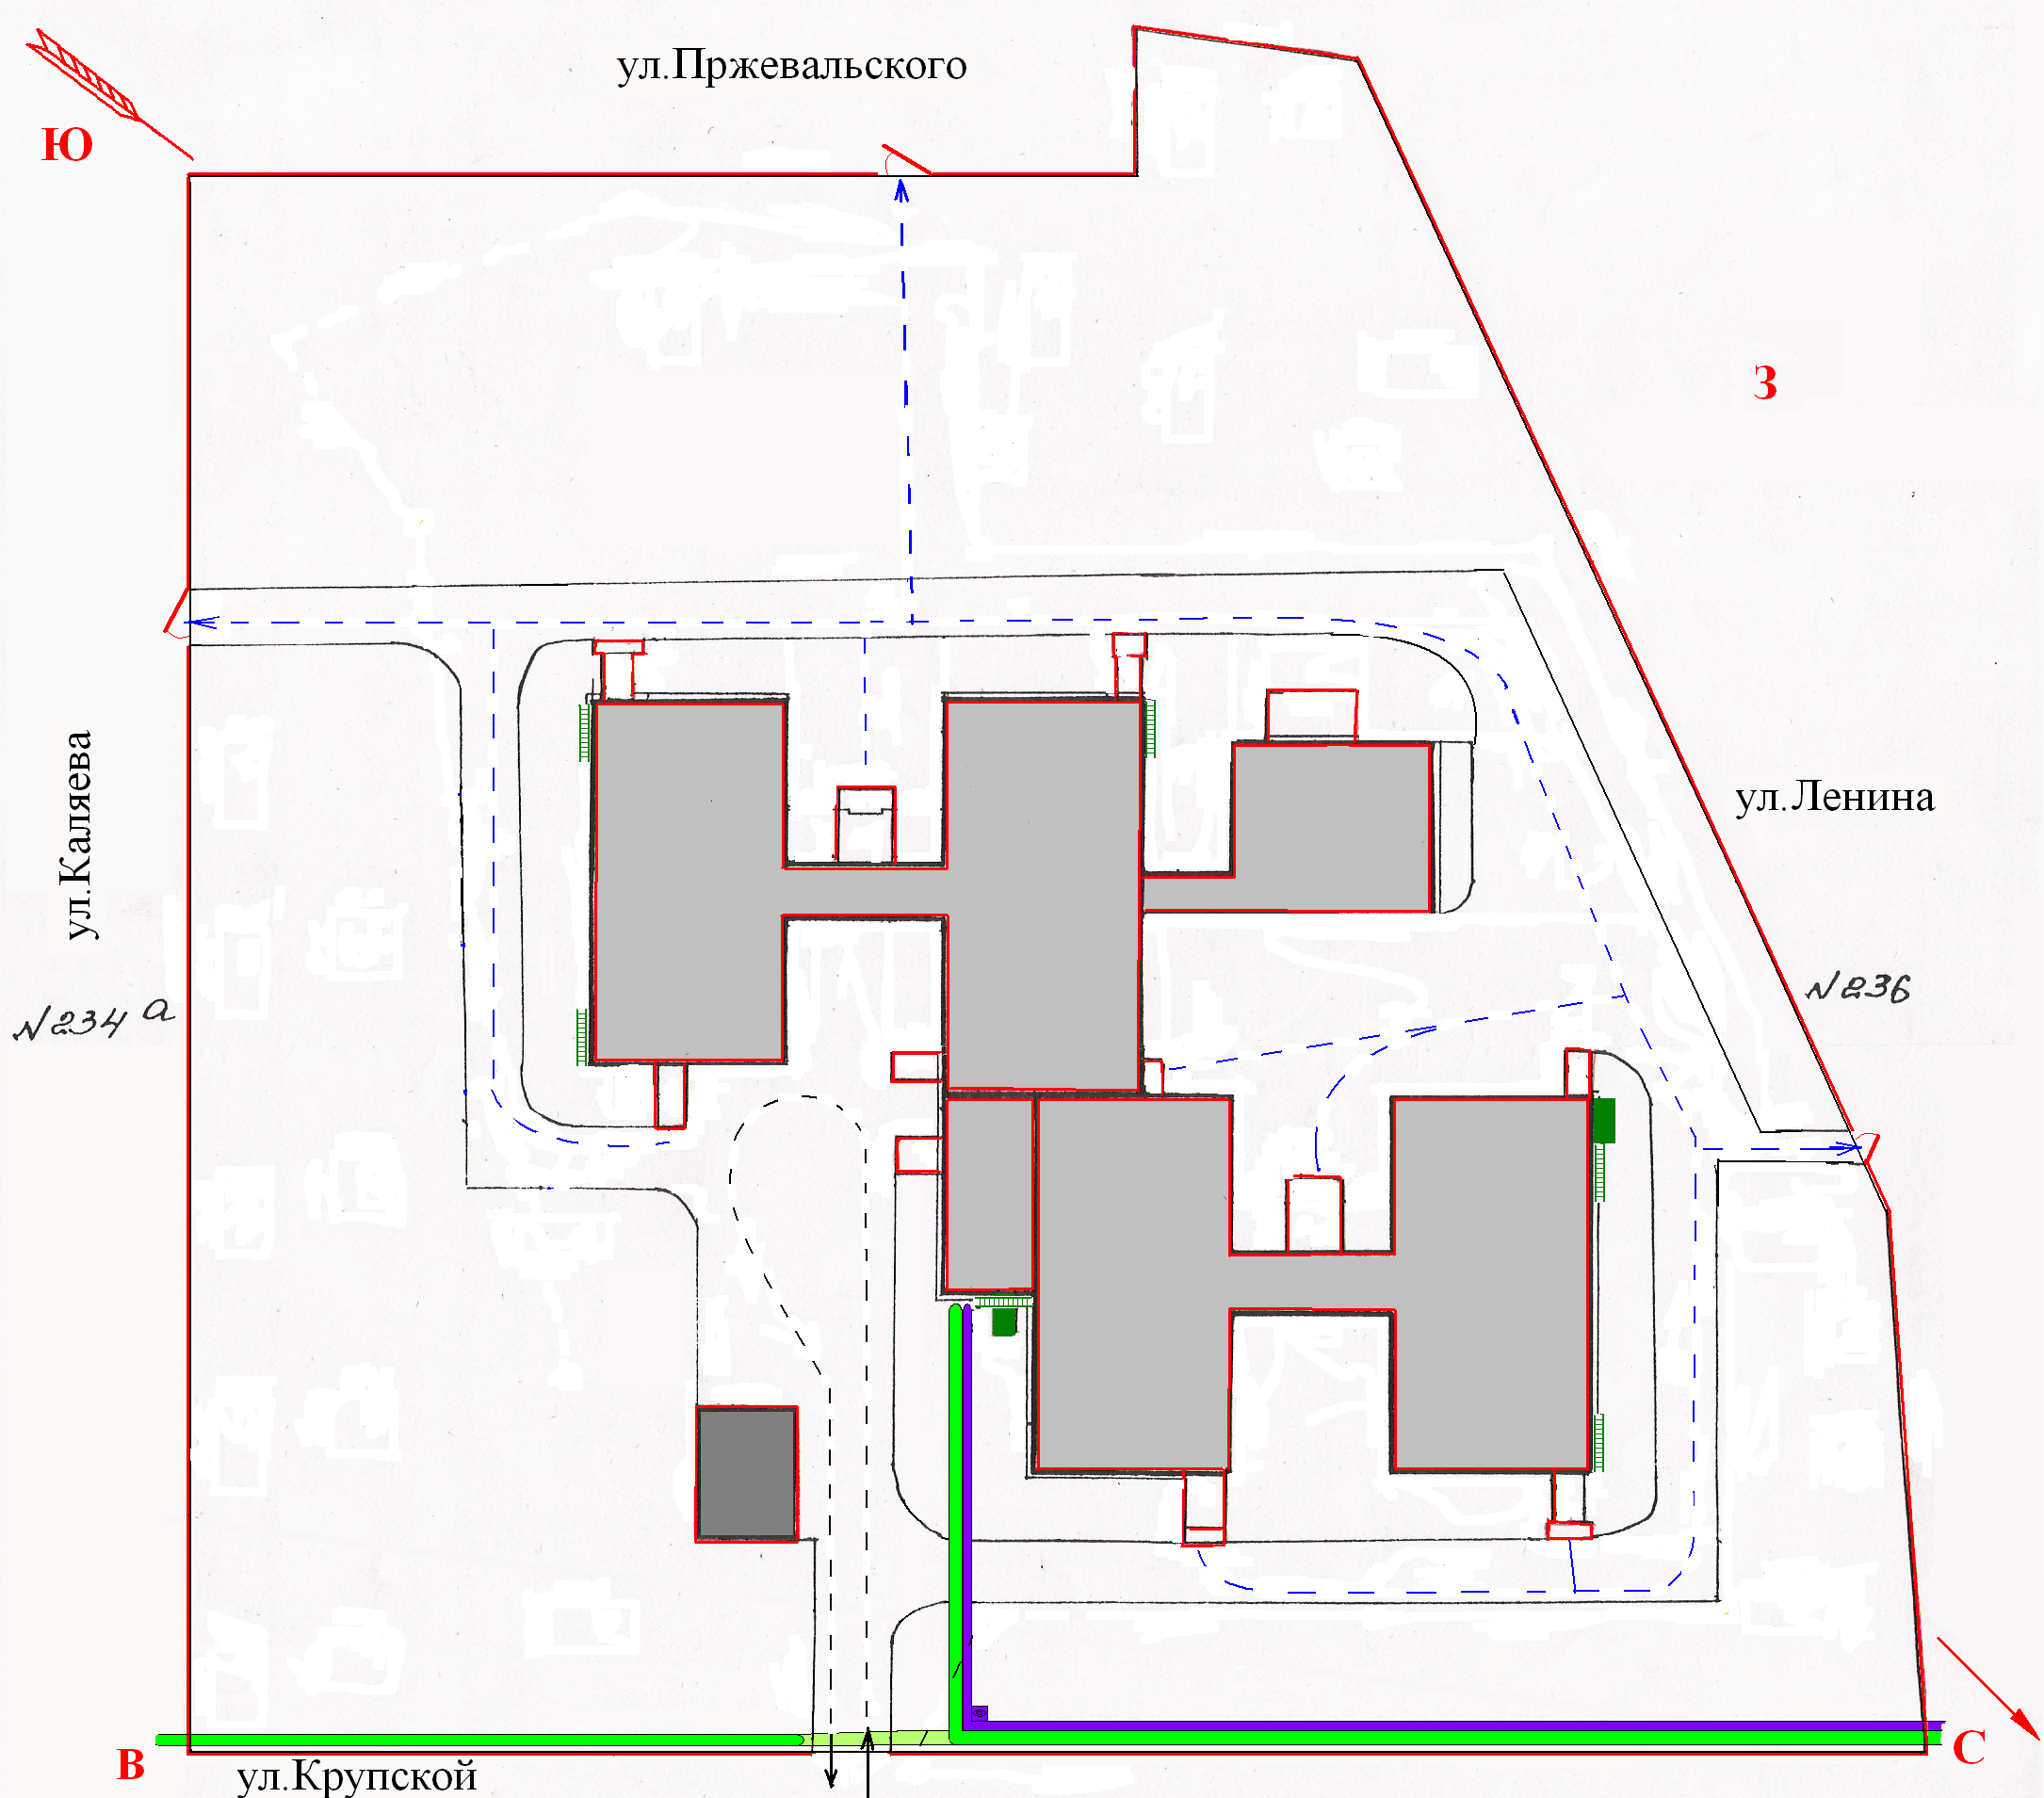 ул.Пржевальского
Ю
З
ул.Каляева
ул.Ленина
№236
№234 а
В
ул.Крупской
С